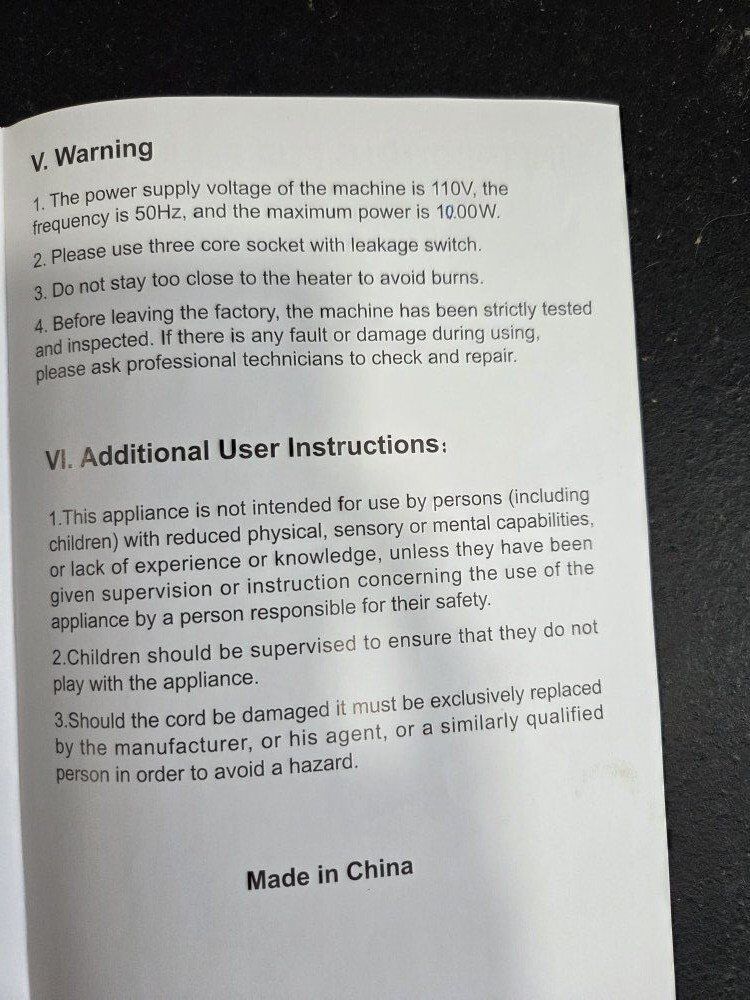 V. Warning
1. The power supply voltage of the machine is 110V, the
frequency is 50Hz, and the maximum power is 10.00W.
2. Please use three core socket with leakage switch.
3. Do not stay too close to the heater to avoid burns.
4. Before leaving the factory, the machine has been strictly tested
and inspected. If there is any fault or damage during using,
please ask professional technicians to check and repair.
VI. Additional User Instructions:
1.This appliance is not intended for use by persons (including
children) with reduced physical, sensory or mental capabilities,
or lack of experience or knowledge, unless they have been
given supervision or instruction concerning the use of the
appliance by a person responsible for their safety.
2.Children should be supervised to ensure that they do not
play with the appliance.
3.Should the cord be damaged it must be exclusively replaced
by the manufacturer, or his agent, or a similarly qualified
person in order to avoid a hazard.
Made in China